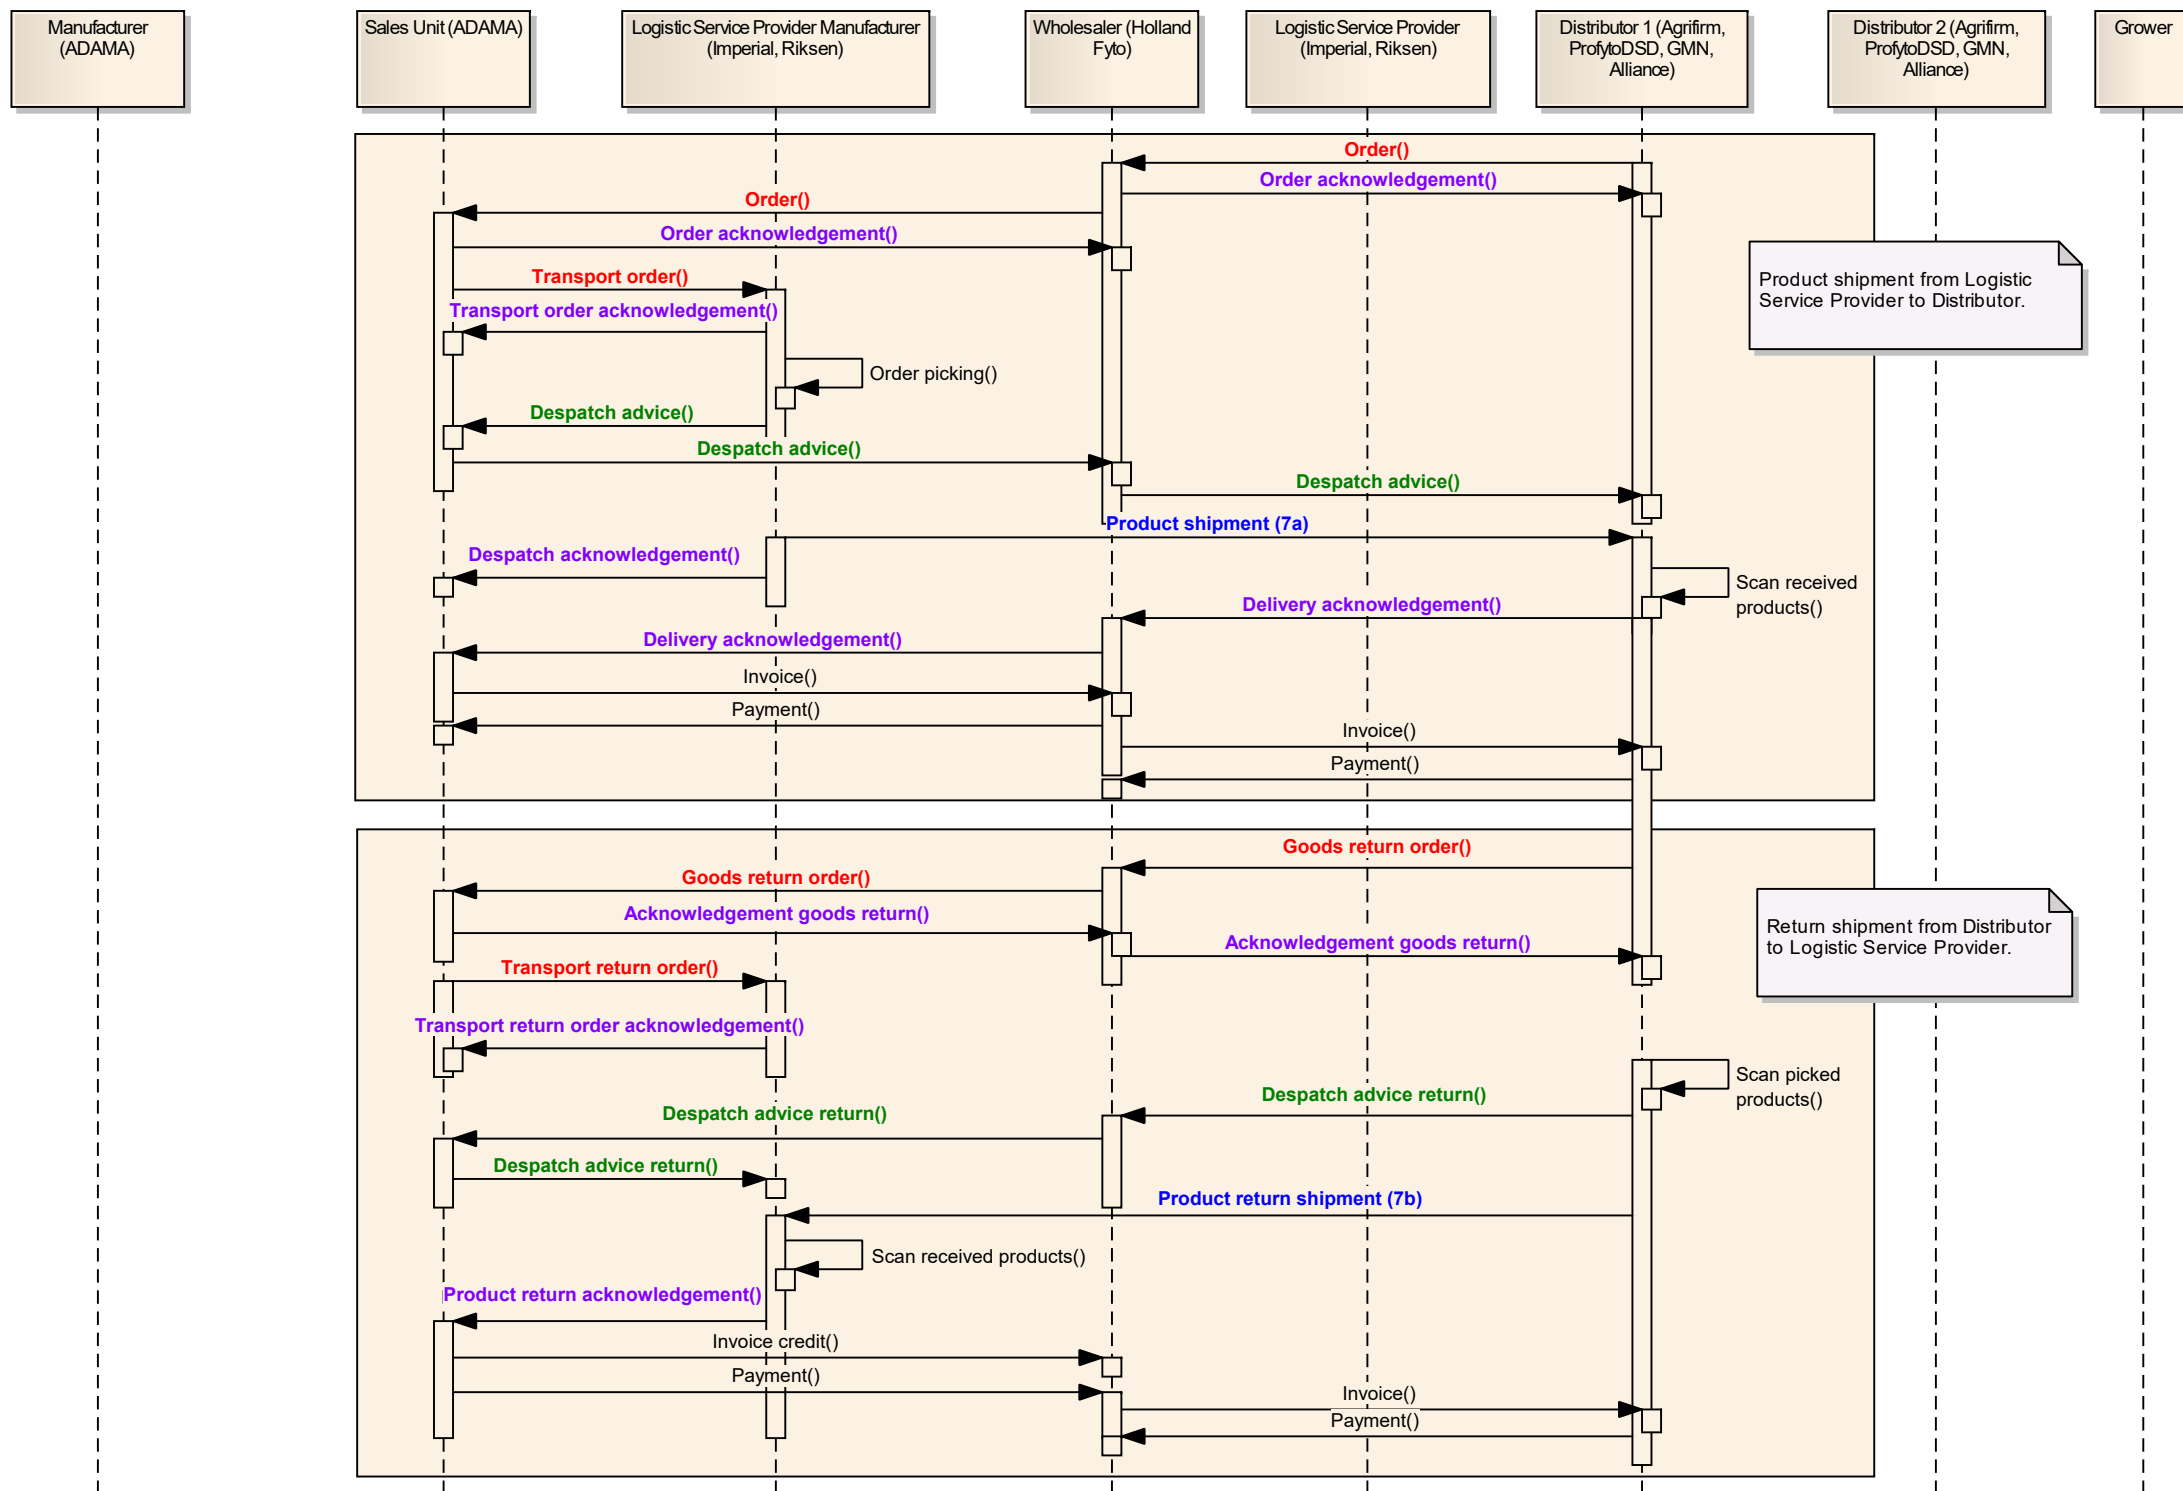 Manufacturer
(ADAMA)
Sales Unit (ADAMA)
Logistic Service Provider Manufacturer
(Imperial, Riksen)
Wholesaler (Holland
Fyto)
Logistic Service Provider
(Imperial, Riksen)
Distributor 1 (Agrifirm,
ProfytoDSD, GMN,
Alliance)
Distributor 2 (Agrifirm,
ProfytoDSD, GMN,
Alliance)
Grower
Order()
Order acknowledgement()
Order()
Order acknowledgement()
Transport order()
Product shipment from Logistic
Service Provider to Distributor.
Transport order acknowledgement()
Order picking()
Despatch advice()
Despatch advice()
Despatch advice()
Product shipment (7a)
Despatch acknowledgement()
Scan received
products()
Delivery acknowledgement()
Delivery acknowledgement()
Invoice()
Payment()
Invoice()
Payment()
Goods return order()
Goods return order()
Acknowledgement goods return()
Return shipment from Distributor
to Logistic Service Provider.
Acknowledgement goods return()
Transport return order()
Transport return order acknowledgement()
Scan picked
products()
Despatch advice return()
Despatch advice return()
Despatch advice return()
Product return shipment (7b)
Scan received products()
Product return acknowledgement()
Invoice credit()
Payment()
Invoice()
Payment()